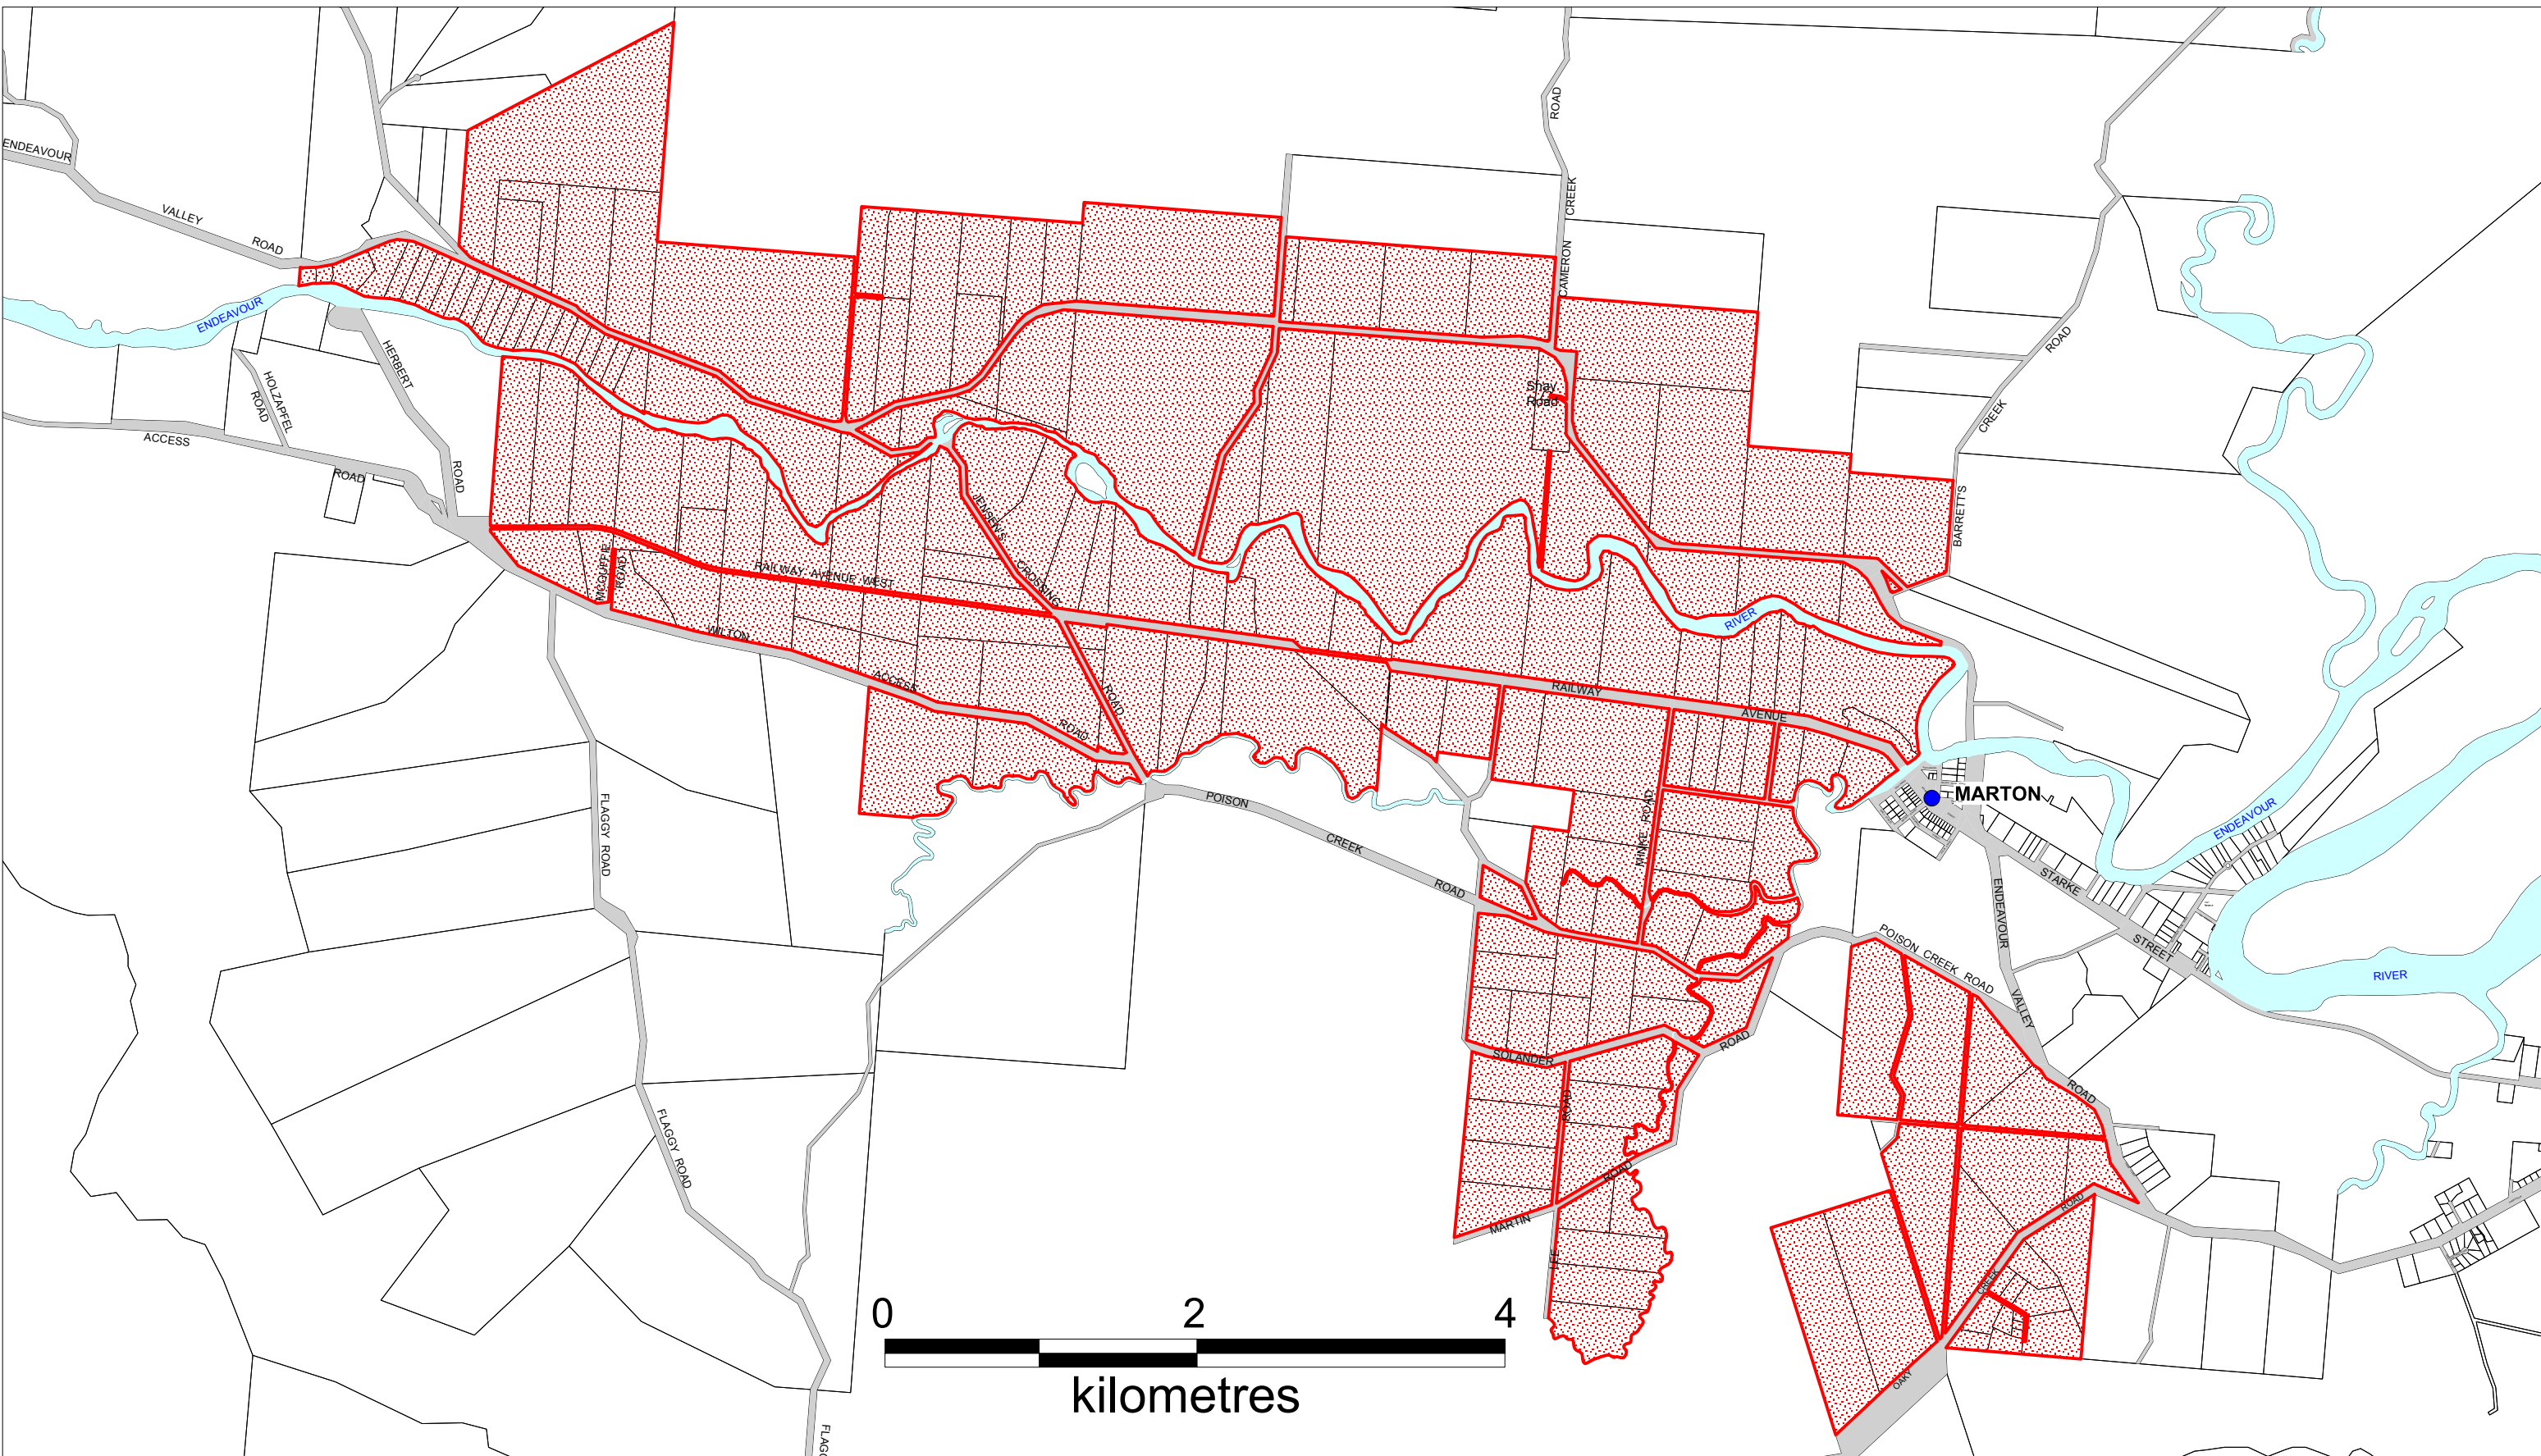 ROAD
CREEK
CAMERON
ENDEAVOUR
VALLEY
ROAD
ENDEAVOUR
HERBERT
ROAD
HOLZAPFEL
ROAD
ACCESS
ROAD
Shay
Road
ROAD
CREEK
BARRETT'S
JENSEN'S
CROSSING
ROAD
MCGUFFIE
ROAD
RAILWAY AVENUE WEST
WILTON
ACCESS
ROAD
RIVER
RAILWAY
AVENUE
MARTON
POISON
CREEK
ROAD
MINKE ROAD
FLAGGY ROAD
ENDEAVOUR
STARKE
STREET
ENDEAVOUR
VALLEY
ROAD
POISON CREEK ROAD
RIVER
SOLANDER
ROAD
ROAD
ROAD
MARTIN
LEE
FLAGGY ROAD
ROAD
CREEK
OAKY
0 2 4
kilometres
FLAGG